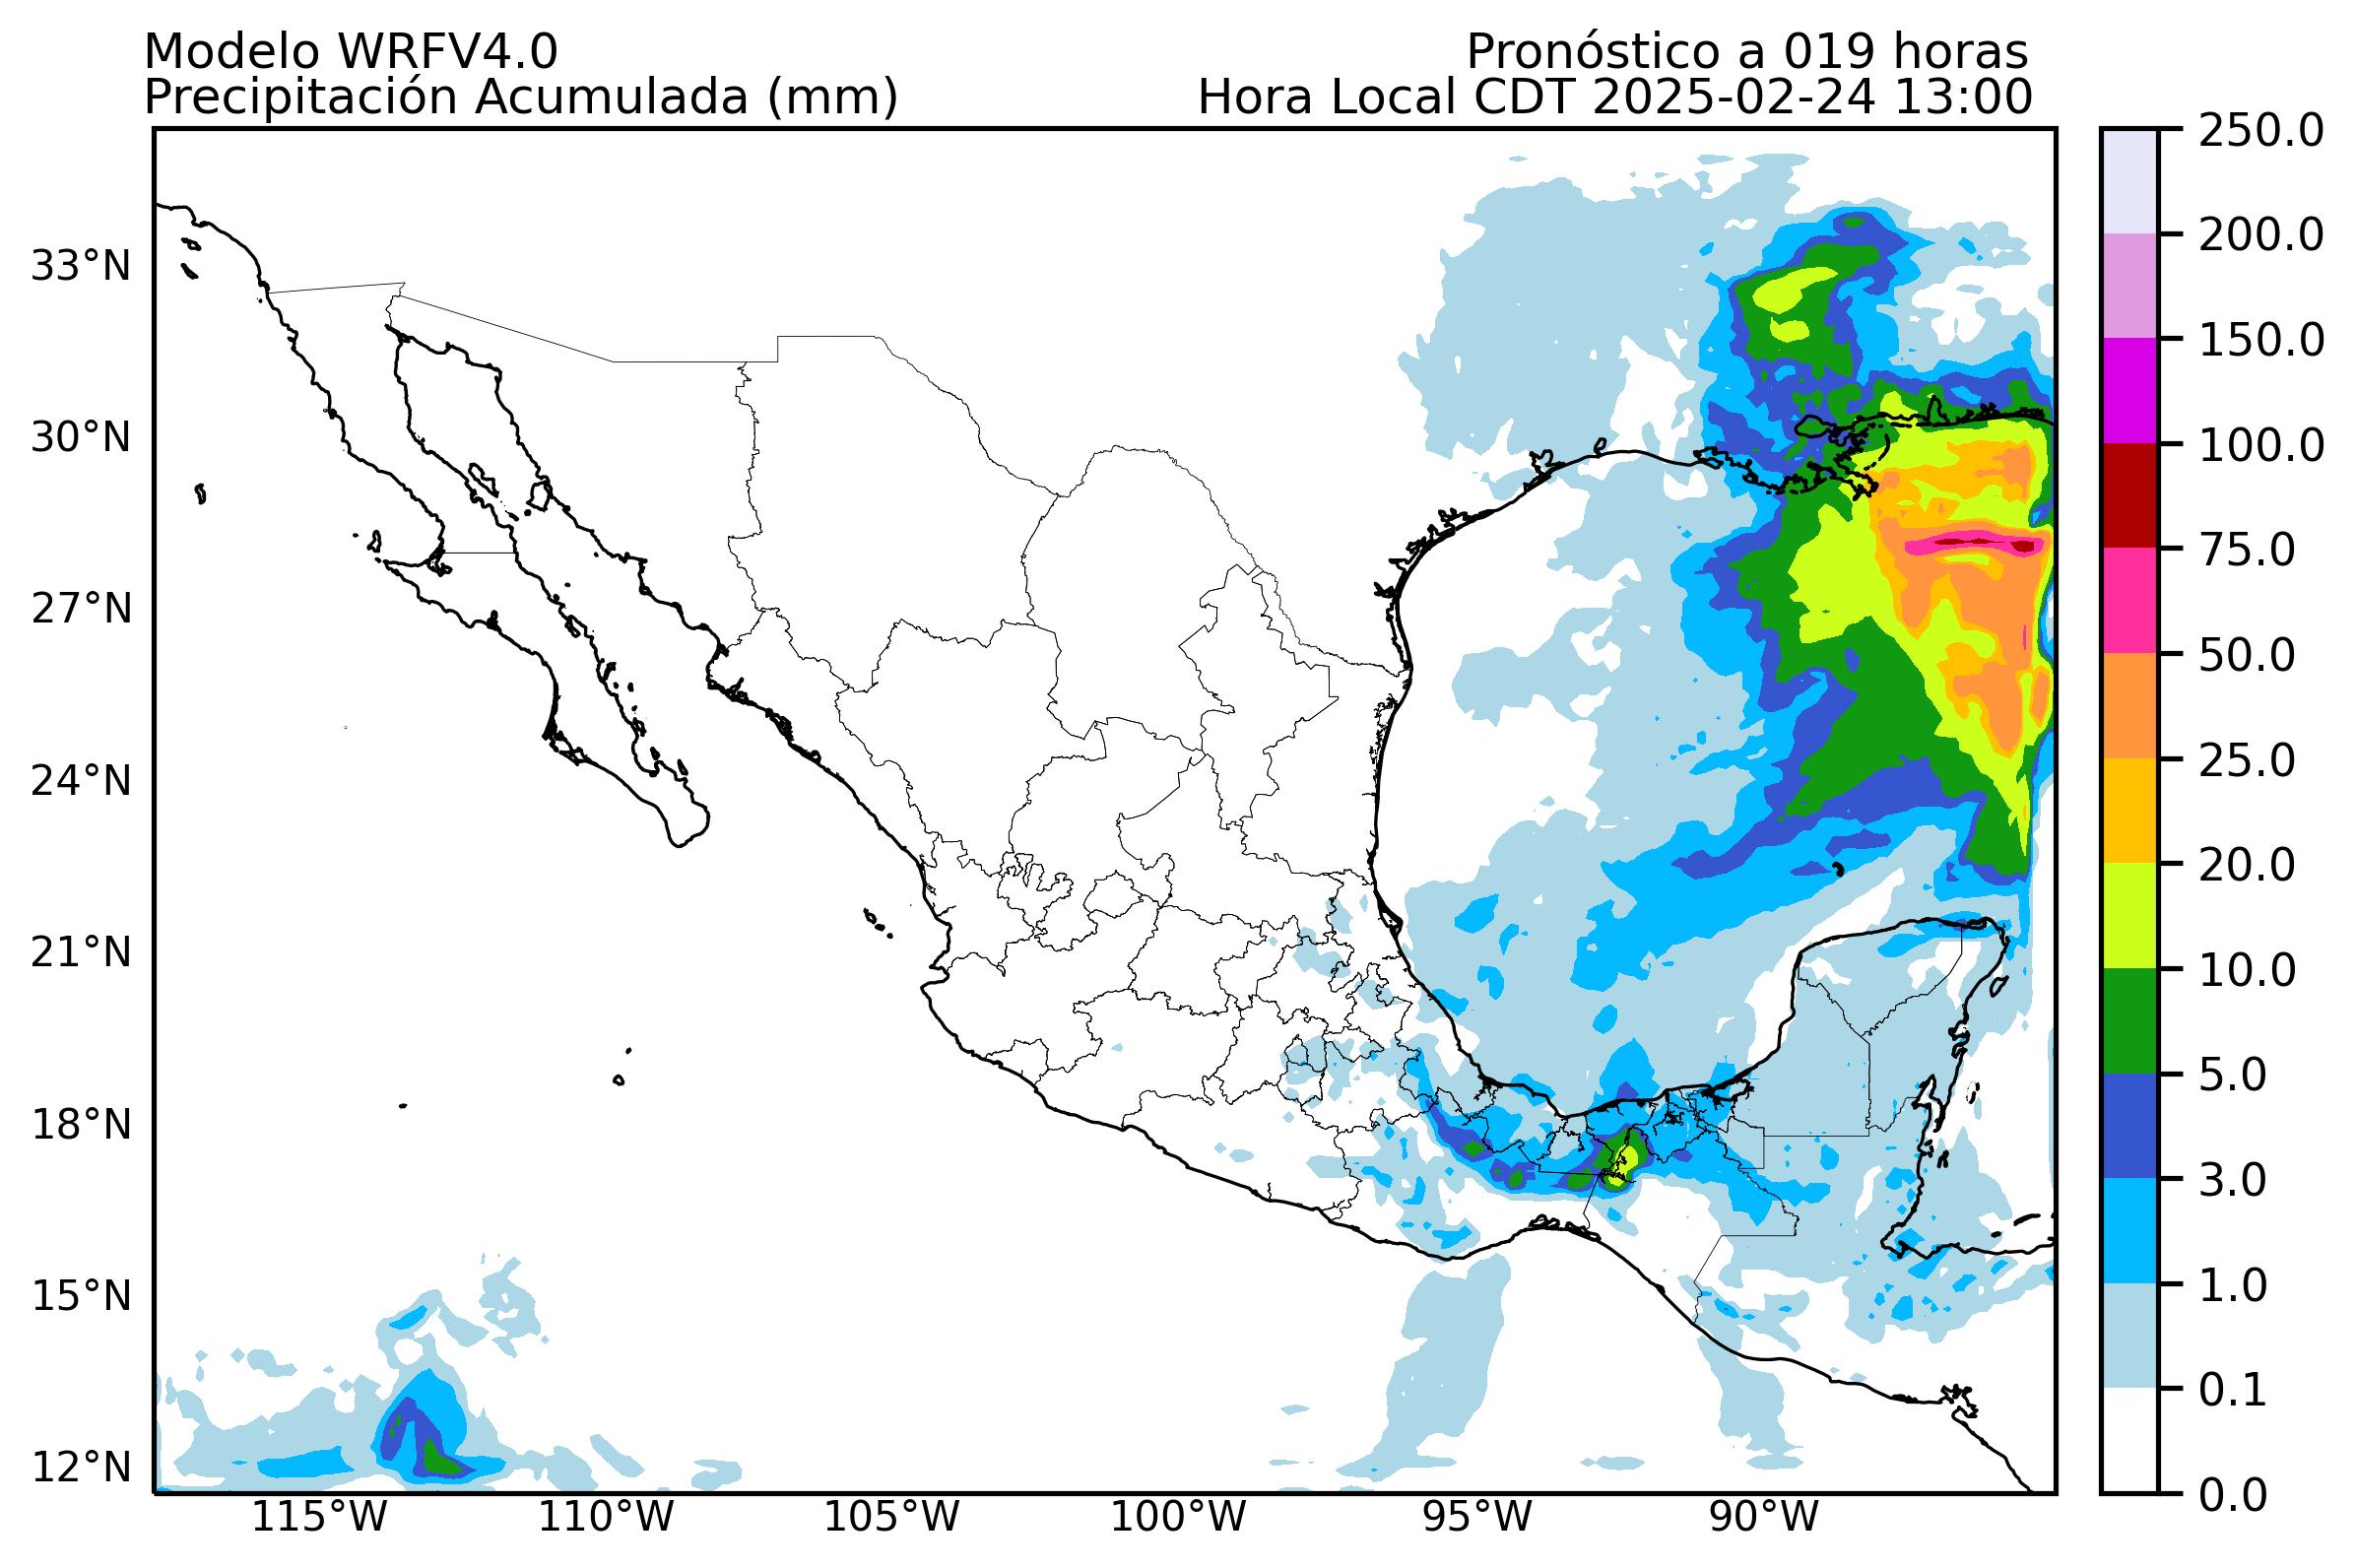 Modelo WRFV4.0
Pronóstico a 019 horas
Precipitación Acumulada (mm)
Hora Local CDT 2025-02-24 13:00
33°N
30°N
27°N
24°N
21°N
18°N
15°N
12°N
115°W
110°W
105°W
100°W
95°W
90°W
250.0
200.0
150.0
100.0
75.0
50.0
25.0
20.0
10.0
5.0
3.0
1.0
0.1
0.0